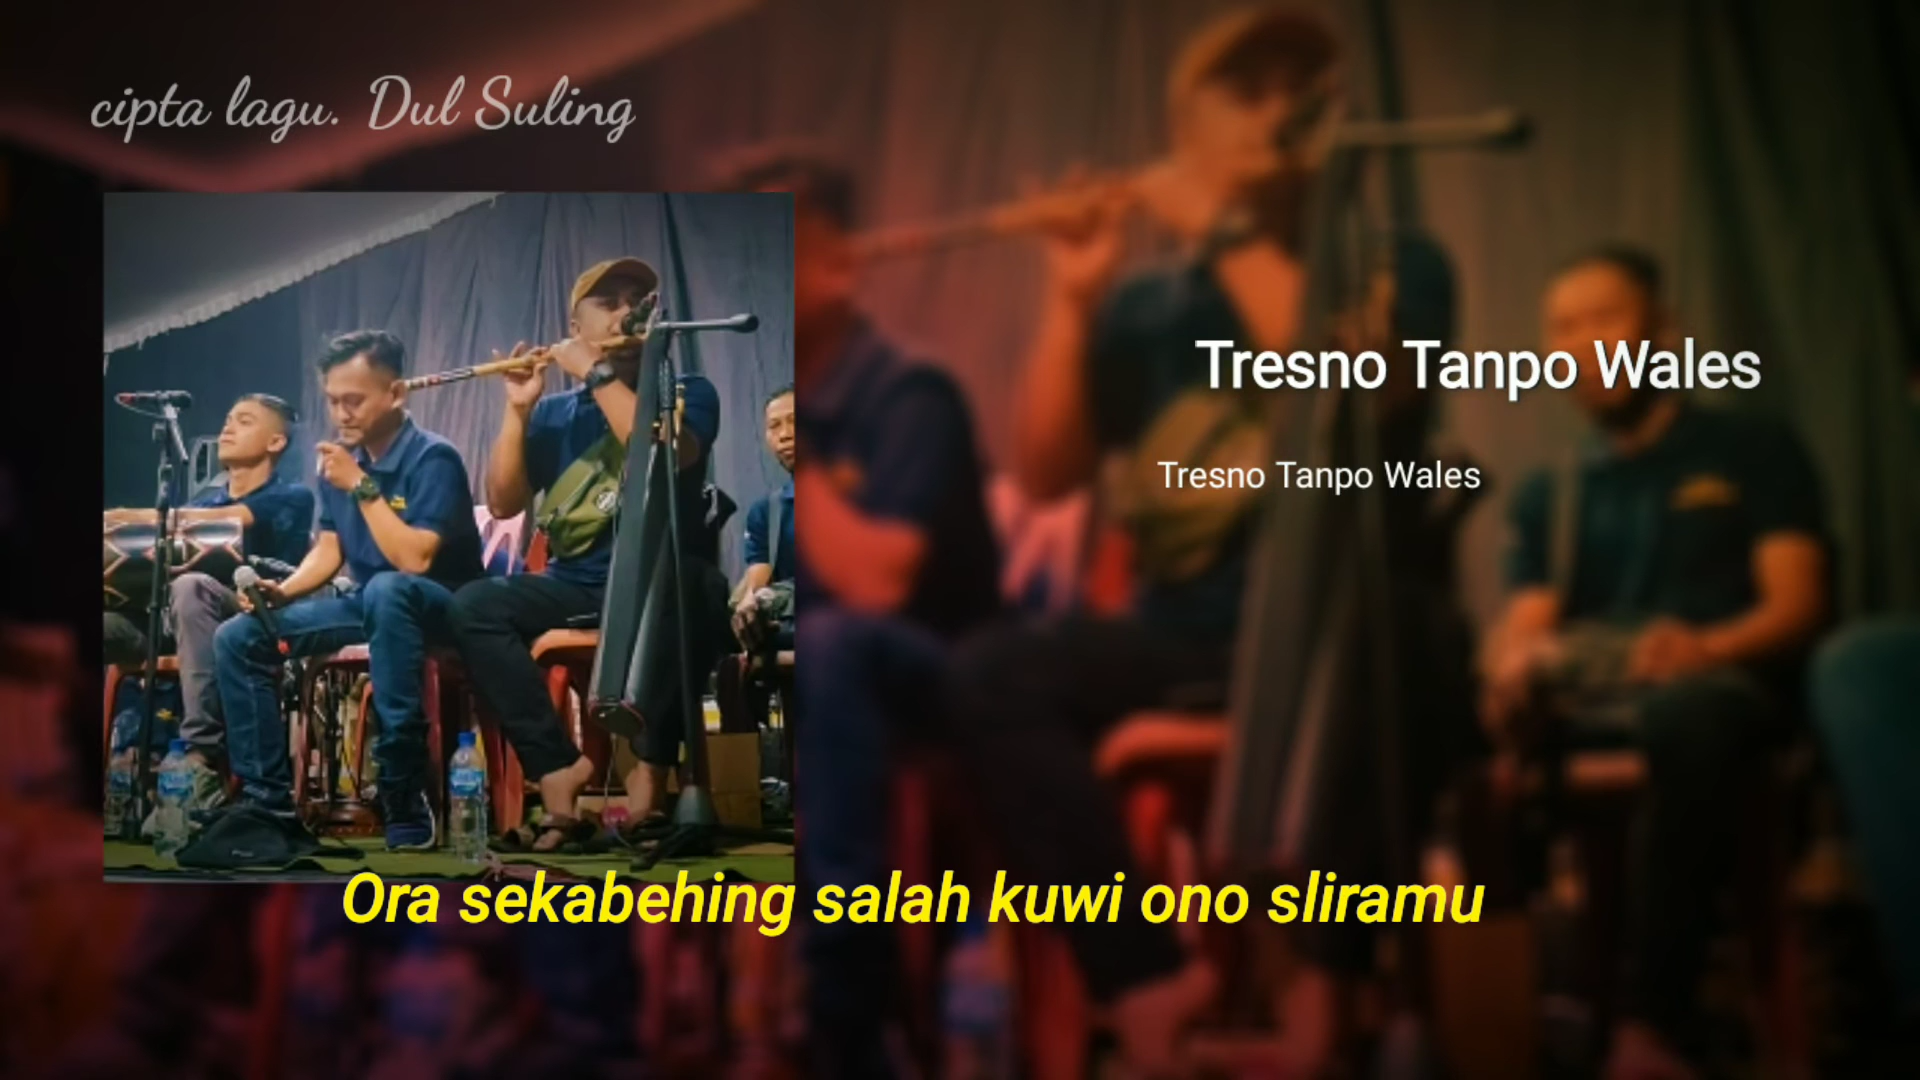 cipta lagu. Dul Suling
Tresno Tanpo Wales
Tresno Tanpo Wales
Ora sekabehing salah kuwi ono sliramu